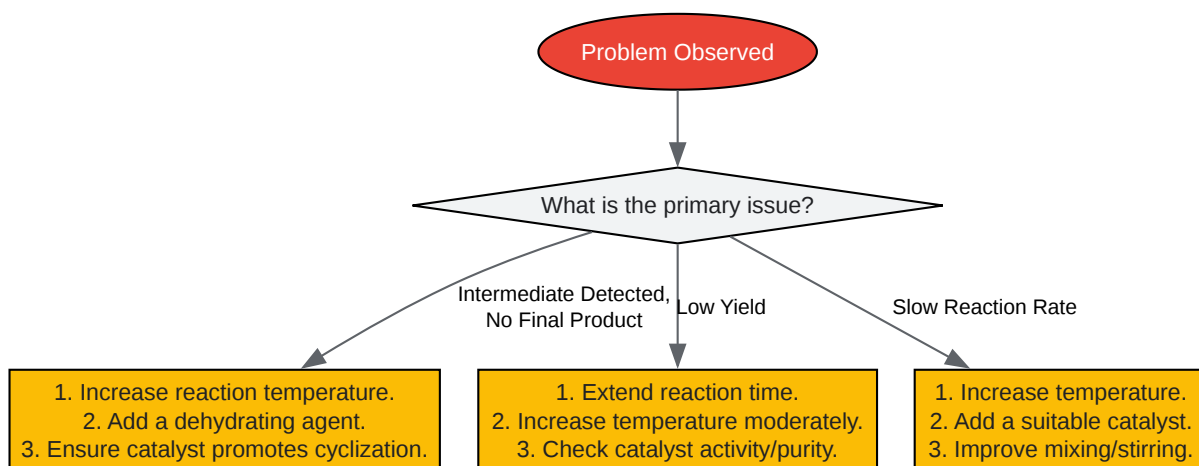 Problem Observed
What is the primary issue?
Intermediate Detected,
No Final Product
Low Yield
Slow Reaction Rate
1. Increase reaction temperature.
2. Add a dehydrating agent.
3. Ensure catalyst promotes cyclization.
1. Extend reaction time.
2. Increase temperature moderately.
3. Check catalyst activity/purity.
1. Increase temperature.
2. Add a suitable catalyst.
3. Improve mixing/stirring.